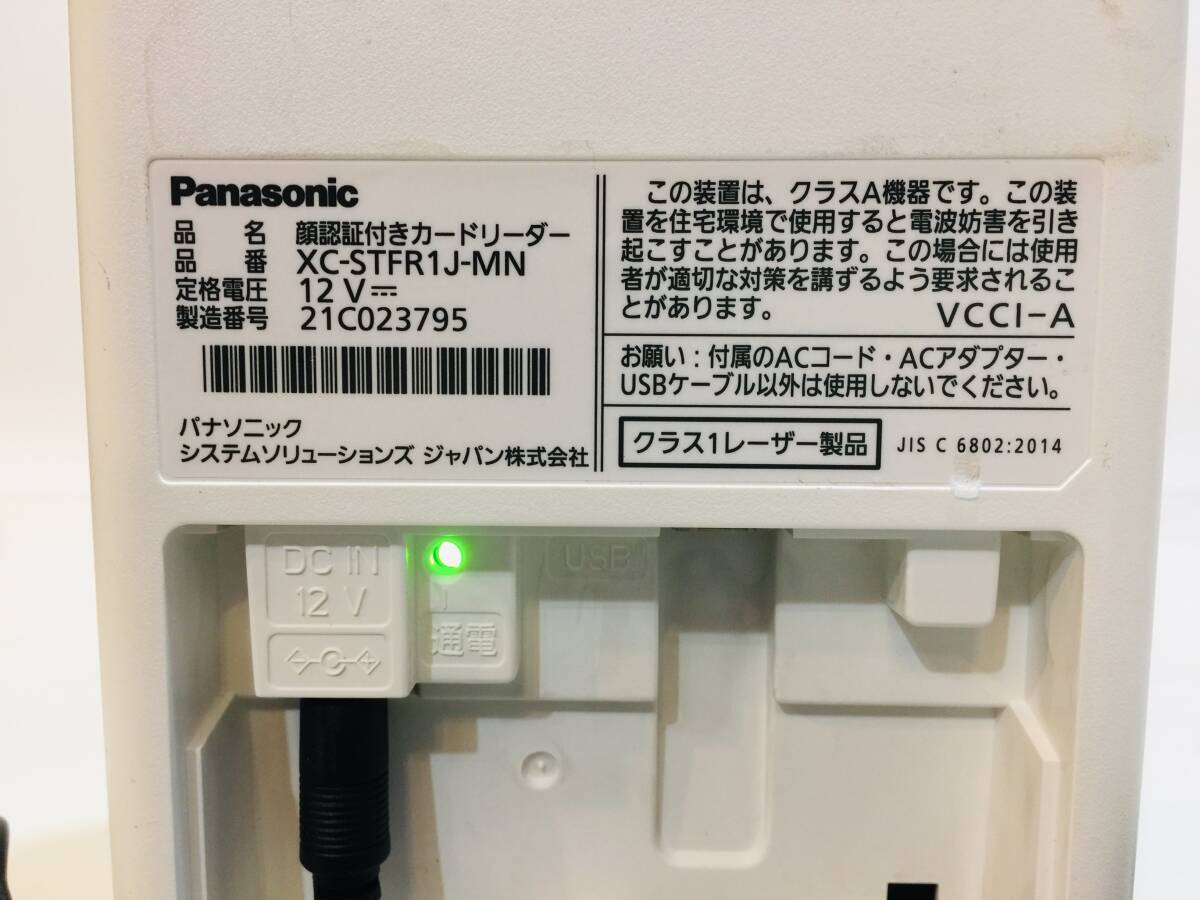 Panasonic
品 名 顔認証付きカードリーダー
品 番 XC-STFR1J-MN
定格電圧 12 V⎓
製造番号 21C023795
パナソニック
システムソリューションズ ジャパン株式会社
この装置は、クラスA機器です。この装
置を住宅環境で使用すると電波妨害を引き
起こすことがあります。この場合には使用
者が適切な対策を講ずるよう要求されるこ
とがあります。
VCCI-A
お願い：付属のACコード・ACアダプター・
USBケーブル以外は使用しないでください。
クラス1レーザー製品
JIS C 6802:2014
DC IN
12 V
通電
USB